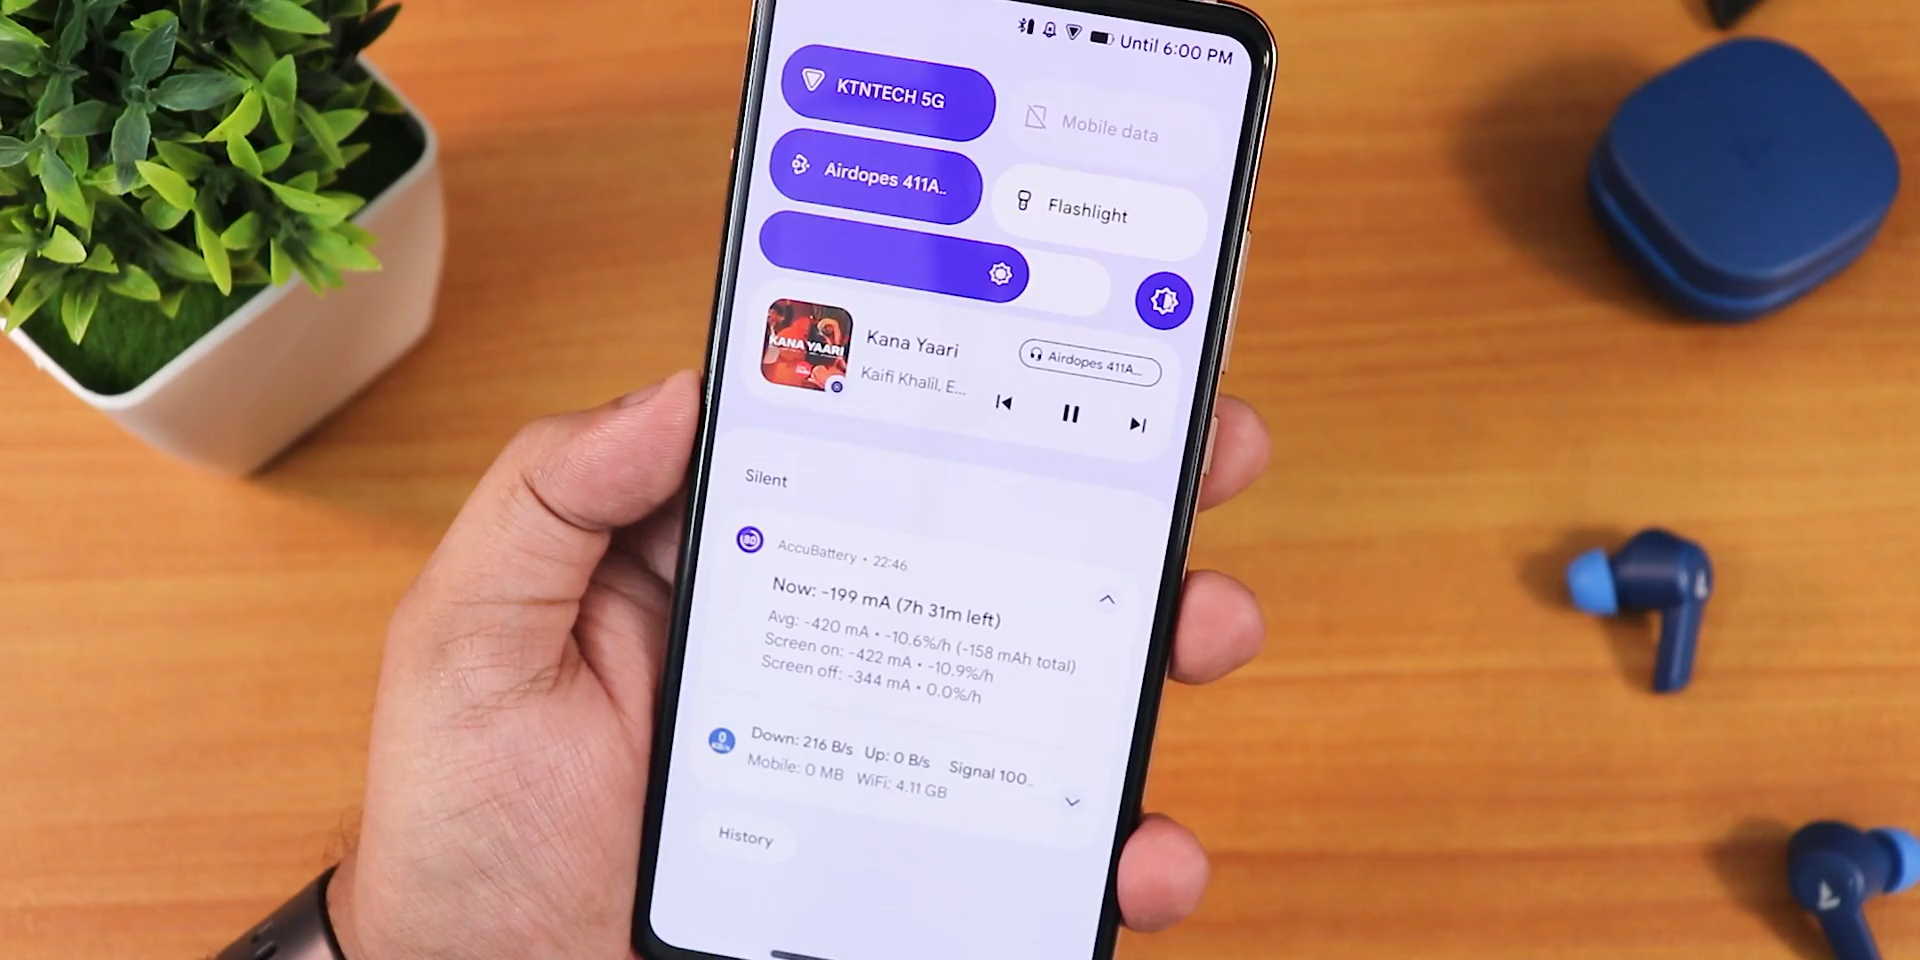 Until 6:00 PM
KTNTECH 5G
Mobile data
Airdopes 411A..
Flashlight
KANA YAARI
Kana Yaari
Kaifi Khalil, E...
Airdopes 411A...
Silent
80
AccuBattery • 22:46
Now: -199 mA (7h 31m left)
Avg: -420 mA • -10.6%/h (-158 mAh total)
Screen on: -422 mA • -10.9%/h
Screen off: -344 mA • 0.0%/h
0
KB/s
Down: 216 B/s Up: 0 B/s Signal 100..
Mobile: 0 MB WiFi: 4.11 GB
History